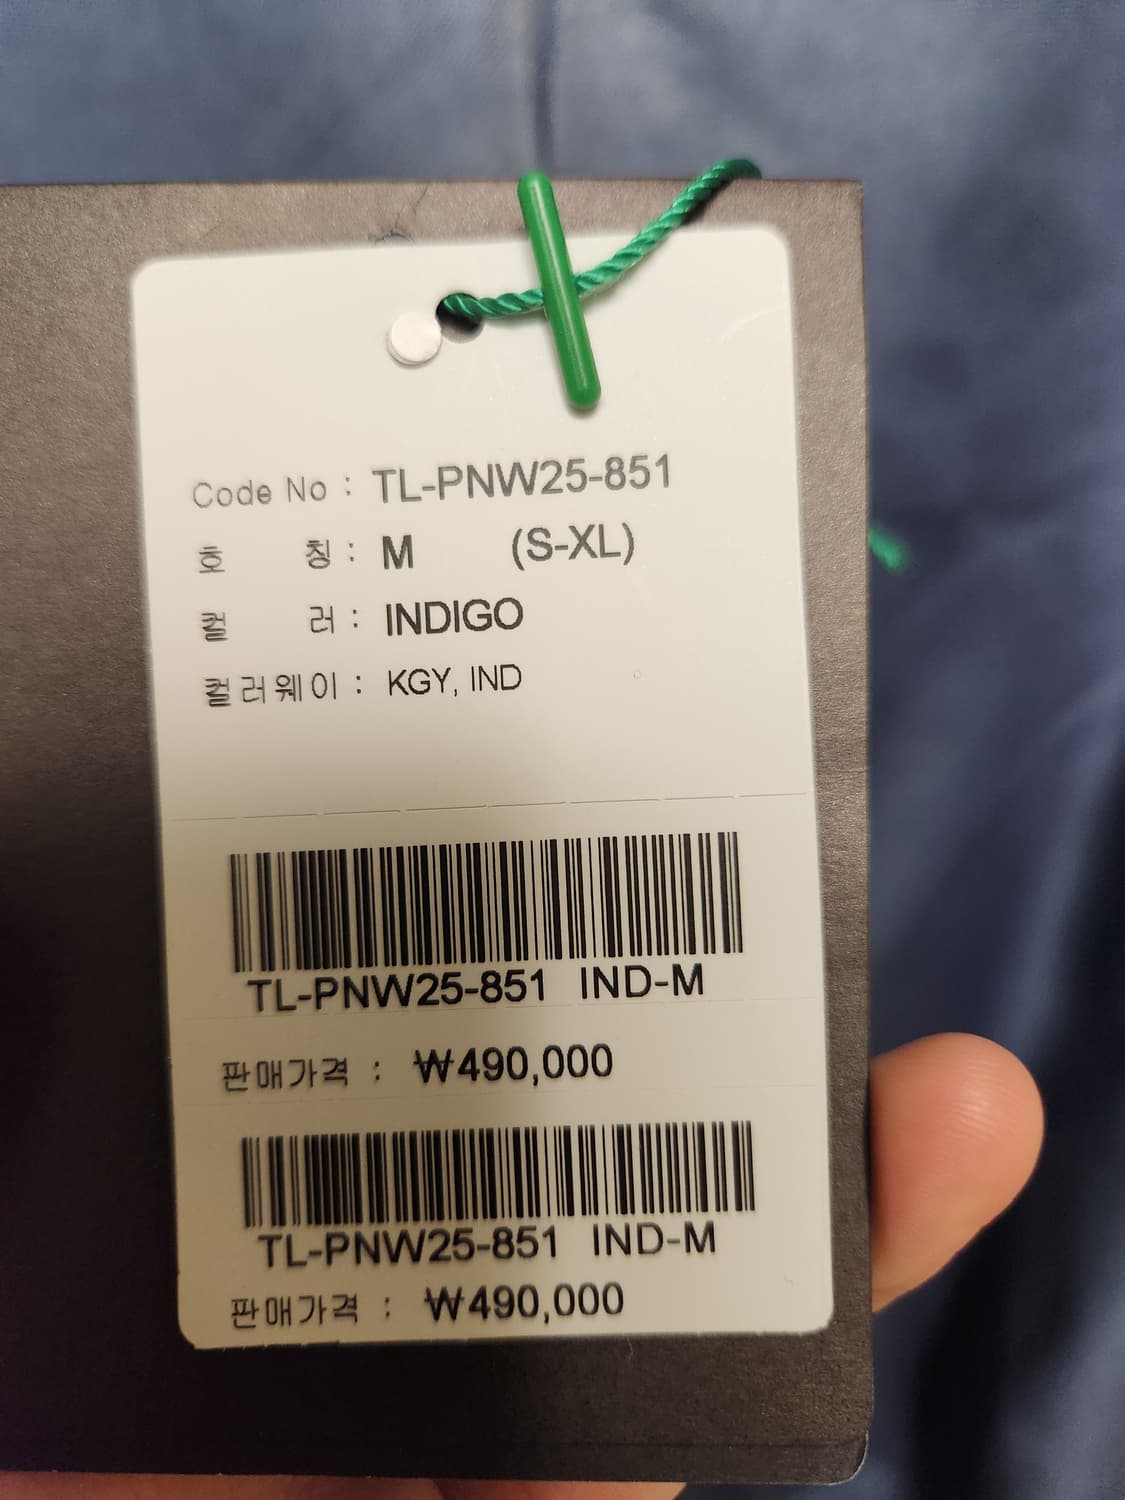 Code No : TL-PNW25-851
호 칭 : M (S-XL)
컬 러 : INDIGO
컬러웨이 : KGY, IND
TL-PNW25-851 IND-M
판매가격 : ₩490,000
TL-PNW25-851 IND-M
판매가격 : ₩490,000